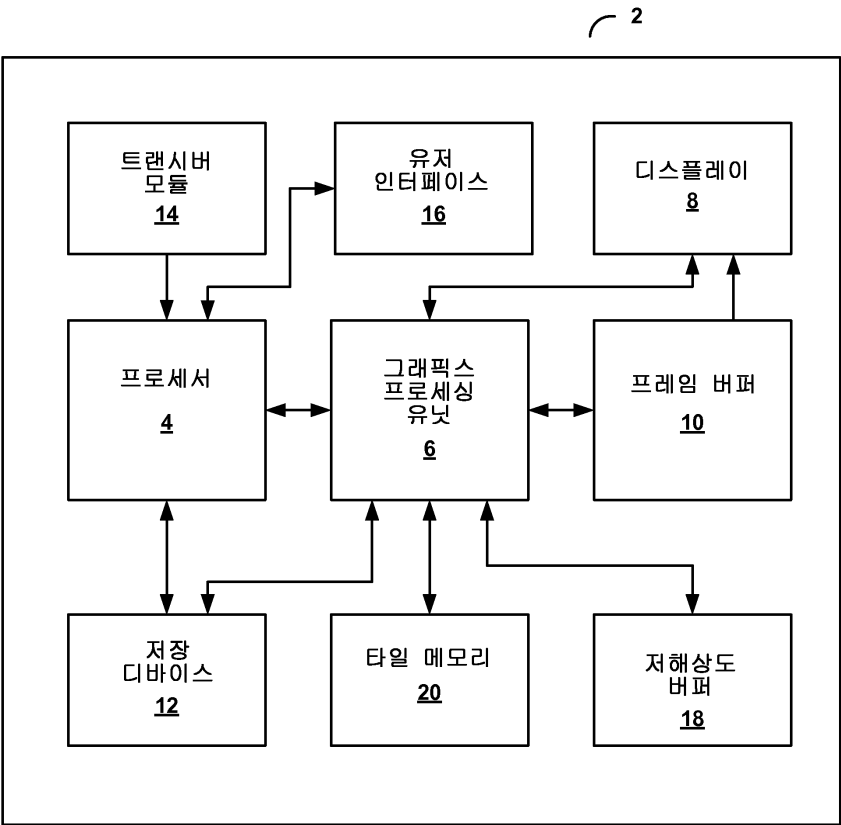 2
트랜시버
모듈
14
유저
인터페이스
16
디스플레이
8
프로세서
4
그래픽스
프로세싱
유닛
6
프레임 버퍼
10
저장
디바이스
12
타일 메모리
20
저해상도
버퍼
18